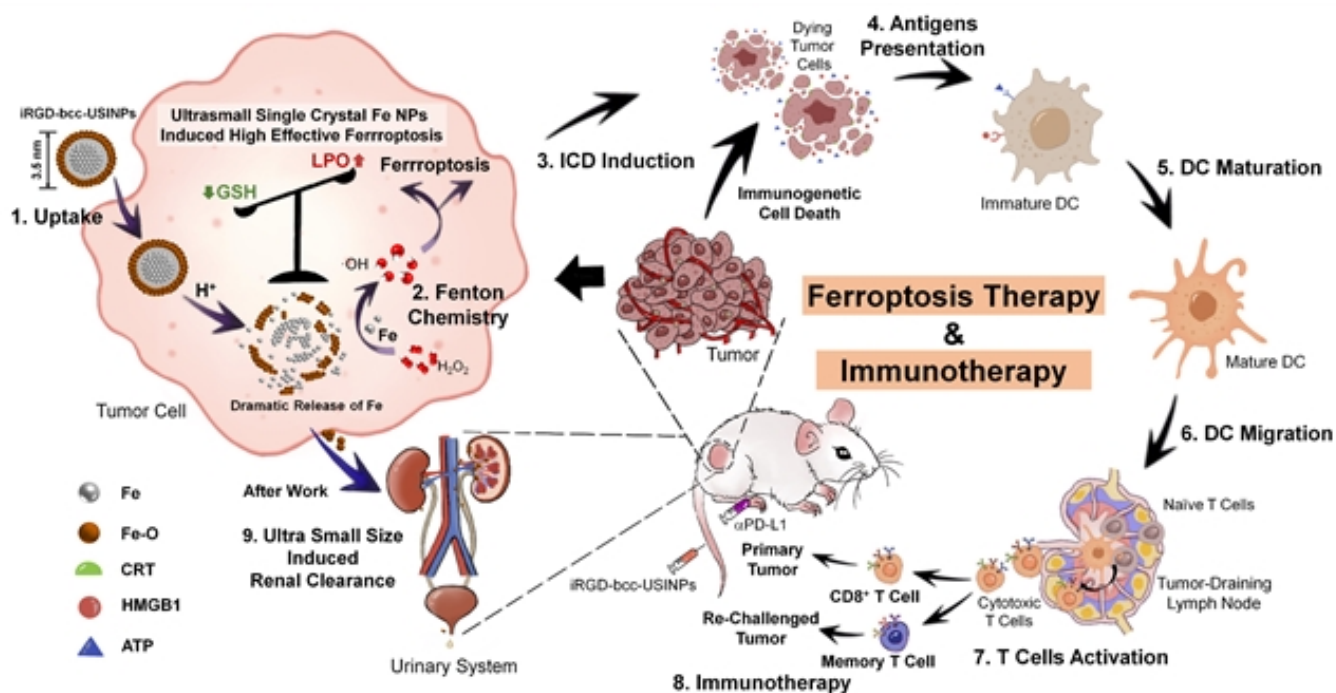 iRGD-bcc-USINPs
3.5 nm
1. Uptake
Ultrasmall Single Crystal Fe NPs
Induced High Effective Ferrroptosis
LPO
GSH
Ferrroptosis
H⁺
·OH
2. Fenton
Chemistry
Fe
H₂O₂
Dramatic Release of Fe
Tumor Cell
3. ICD Induction
Dying
Tumor
Cells
Immunogenetic
Cell Death
4. Antigens
Presentation
Immature DC
5. DC Maturation
Mature DC
6. DC Migration
Tumor
Ferroptosis Therapy
&
Immunotherapy
Naïve T Cells
Tumor-Draining
Lymph Node
Cytotoxic
T Cells
7. T Cells Activation
αPD-L1
iRGD-bcc-USINPs
Primary
Tumor
CD8⁺ T Cell
Re-Challenged
Tumor
Memory T Cell
8. Immunotherapy
After Work
9. Ultra Small Size
Induced
Renal Clearance
Urinary System
Fe
Fe-O
CRT
HMGB1
ATP